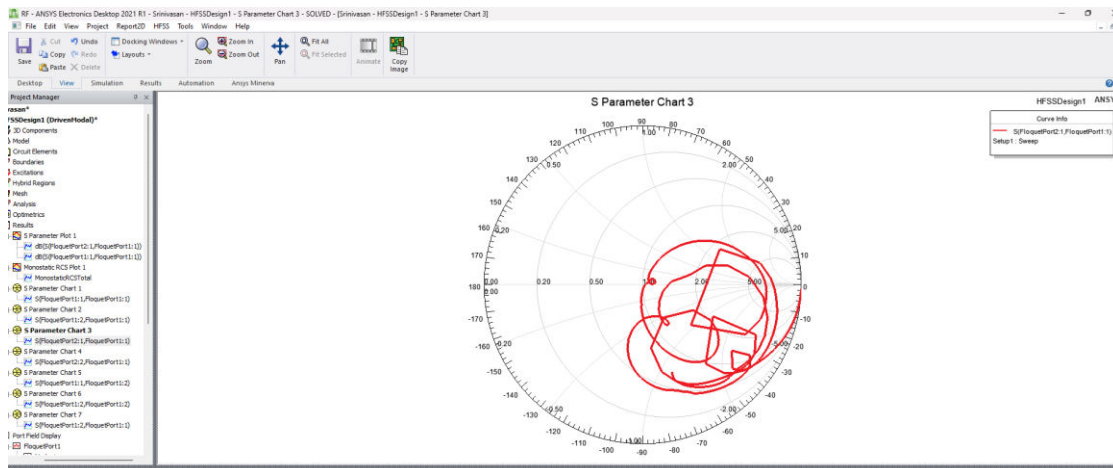 RF - ANSYS Electronics Desktop 2021 R1 - Srinivasan - HFSSDesign1 - S Parameter Chart 3 - SOLVED - [Srinivasan - HFSSDesign1 - S Parameter Chart 3]
File Edit View Project Report2D HFSS Tools Window Help
Save
Cut Undo
Copy Redo
Paste Delete
Docking Windows
Layouts
Zoom
Zoom In
Zoom Out
Pan
Fit All
Fit Selected
Animate
Copy Image
Desktop View Simulation Results Automation Ansys Minerva
Project Manager
vasan*
FSSDesign1 (DrivenModal)*
3D Components
Model
Circuit Elements
Boundaries
Excitations
Hybrid Regions
Mesh
Analysis
Optimetrics
Results
S Parameter Plot 1
dB(S(FloquetPort2:1,FloquetPort1:1))
dB(S(FloquetPort1:1,FloquetPort1:1))
Monostatic RCS Plot 1
MonostaticRCSTotal
S Parameter Chart 1
S(FloquetPort1:1,FloquetPort1:1)
S Parameter Chart 2
S(FloquetPort1:2,FloquetPort1:1)
S Parameter Chart 3
S(FloquetPort2:1,FloquetPort1:1)
S Parameter Chart 4
S(FloquetPort2:2,FloquetPort1:1)
S Parameter Chart 5
S(FloquetPort1:1,FloquetPort1:2)
S Parameter Chart 6
S(FloquetPort1:2,FloquetPort1:2)
S Parameter Chart 7
S(FloquetPort1:2,FloquetPort1:1)
Port Field Display
FloquetPort1
S Parameter Chart 3
HFSSDesign1 ANSY
Curve Info
S(FloquetPort2:1,FloquetPort1:1)
Setup1 : Sweep
100 90 80
110 1.00 70
120 60
130 0.50 2.00 50
140 40
150 30
160 0.20 5.00 20
170 10
180 0.00 0.20 0.50 1.00 2.00 5.00 0
0.00
-170 -10
-160 -0.20 -5.00 -20
-150 -30
-140 -40
-130 -0.50 -2.00 -50
-120 -60
-110 -1.00 -70
-100 -90 -80